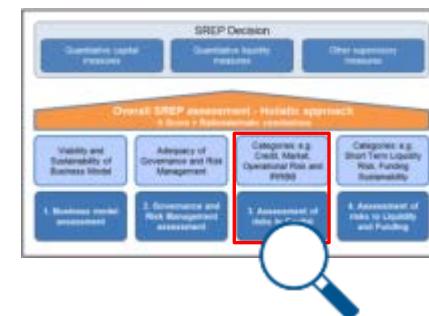 SREP Decision
Quantitative capital
measures
Quantitative liquidity
measures
Other supervisory
measures
Overall SREP assessment - Holistic approach
Viability and
Sustainability of
Business Model
Adequacy of
Governance and Risk
Management
Categories: e.g.
Credit, Market,
Operational Risk and
IRRBB
Categories: e.g.
Short Term Liquidity
Risk, Funding
Sustainability
1. Business model
assessment
2. Governance and
Risk Management
assessment
3. Assessment of
risks to Capital
4. Assessment of
risks to Liquidity
and Funding